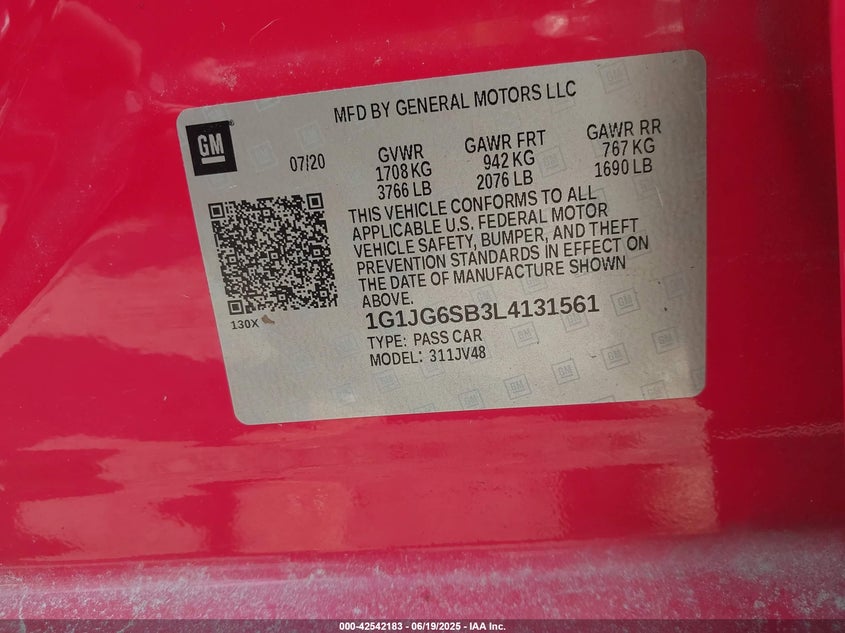 MFD BY GENERAL MOTORS LLC
GM
07/20
GVWR
1708 KG
3766 LB
GAWR FRT
942 KG
2076 LB
GAWR RR
767 KG
1690 LB
THIS VEHICLE CONFORMS TO ALL
APPLICABLE U.S. FEDERAL MOTOR
VEHICLE SAFETY, BUMPER, AND THEFT
PREVENTION STANDARDS IN EFFECT ON
THE DATE OF MANUFACTURE SHOWN
ABOVE.
130X
1G1JG6SB3L4131561
TYPE: PASS CAR
MODEL: 311JV48
000-42542183 - 06/19/2025 - IAA Inc.